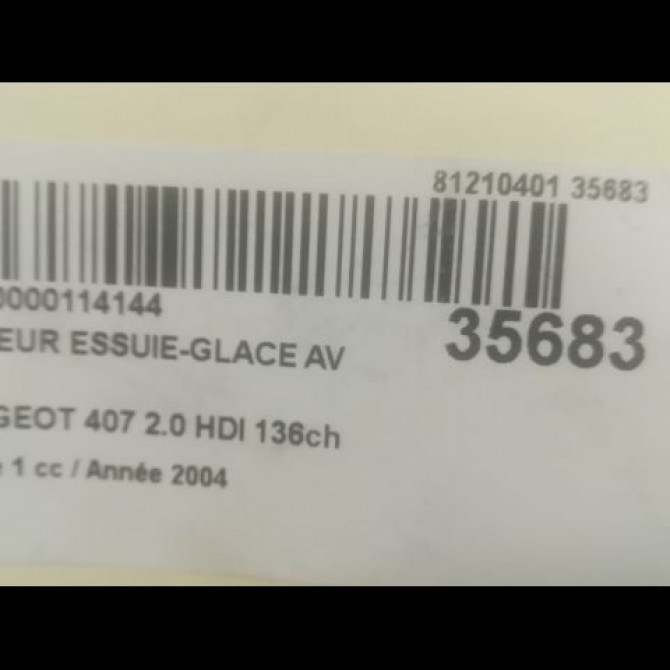 81210401 35683
0000114144
35683
EUR ESSUIE-GLACE AV
GEOT 407 2.0 HDI 136ch
1 cc / Année 2004